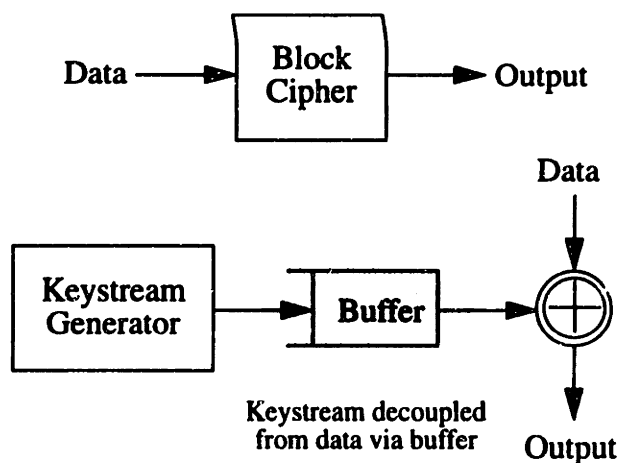 Data
Block
Cipher
Output
Data
Keystream
Generator
Buffer
Keystream decoupled
from data via buffer
Output